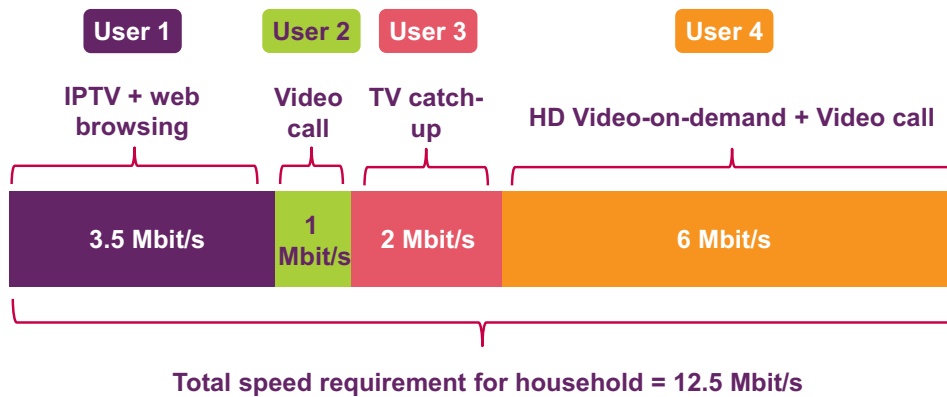 User 1
User 2
User 3
User 4
IPTV + web
browsing
Video
call
TV catch-
up
HD Video-on-demand + Video call
3.5 Mbit/s
1
Mbit/s
2 Mbit/s
6 Mbit/s
Total speed requirement for household = 12.5 Mbit/s